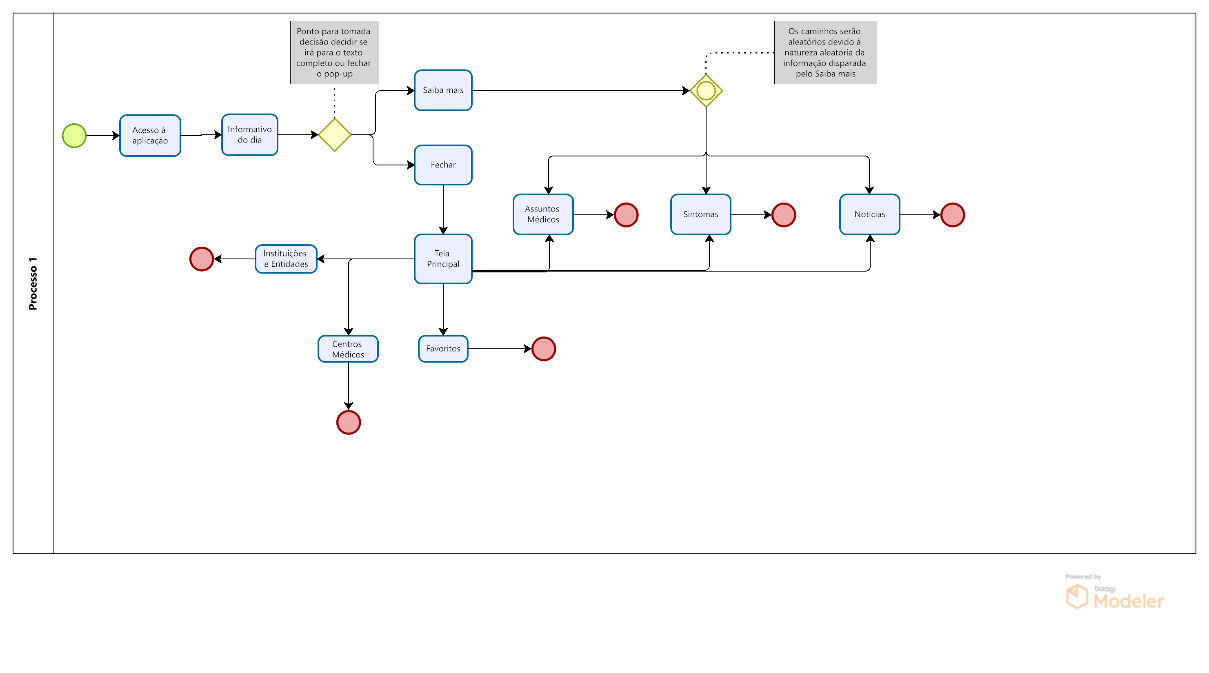 Processo 1
Ponto para tomada
decisão decidir se
irá para o texto
completo ou fechar
o pop-up
Os caminhos serão
aleatórios devido à
natureza aleatória da
informação disparada
pelo Saiba mais
Saiba mais
Acesso à
aplicação
Informativo
do dia
Fechar
Assuntos
Médicos
Sintomas
Noticias
Instituições
e Entidades
Tela
Principal
Centros
Médicos
Favoritos
Powered by
bizagi
Modeler